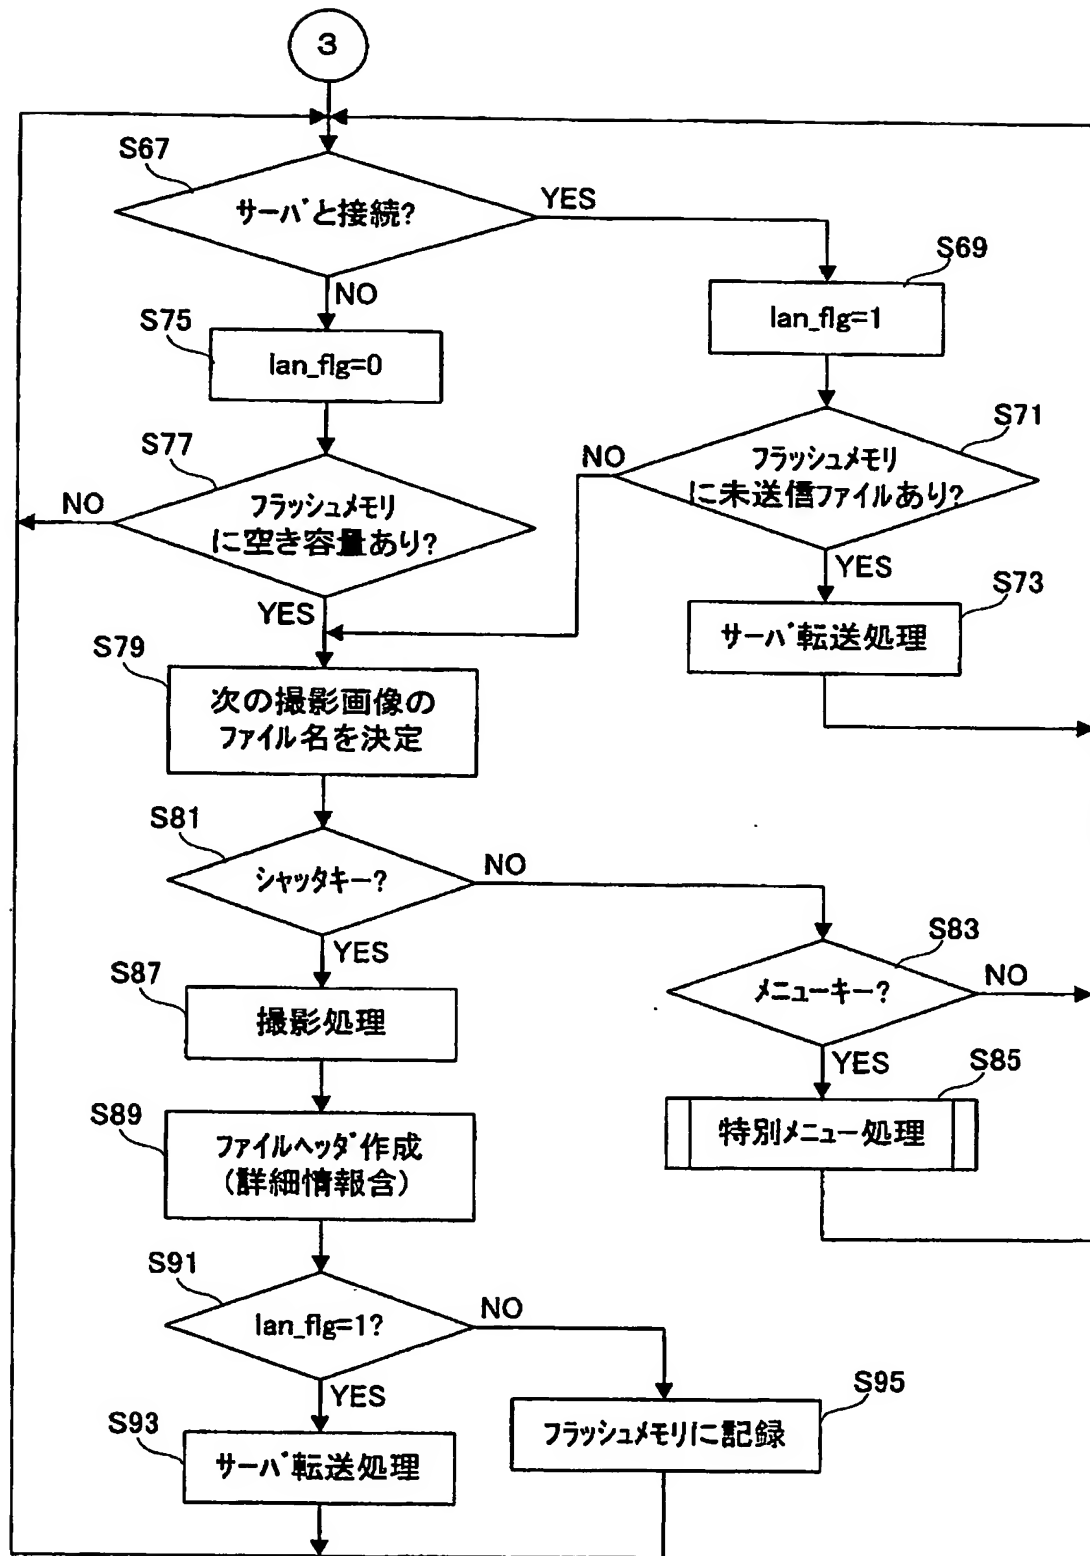 3
S67
サーバと接続?
YES
NO
S69
lan_flg=1
S75
lan_flg=0
S71
フラッシュメモリ
に未送信ファイルあり?
NO
YES
S77
フラッシュメモリ
に空き容量あり?
NO
YES
S73
サーバ転送処理
S79
次の撮影画像の
ファイル名を決定
S81
シャッタキー?
NO
YES
S83
メニューキー?
NO
YES
S87
撮影処理
S85
特別メニュー処理
S89
ファイルヘッダ作成
(詳細情報含)
S91
lan_flg=1?
NO
YES
S95
フラッシュメモリに記録
S93
サーバ転送処理